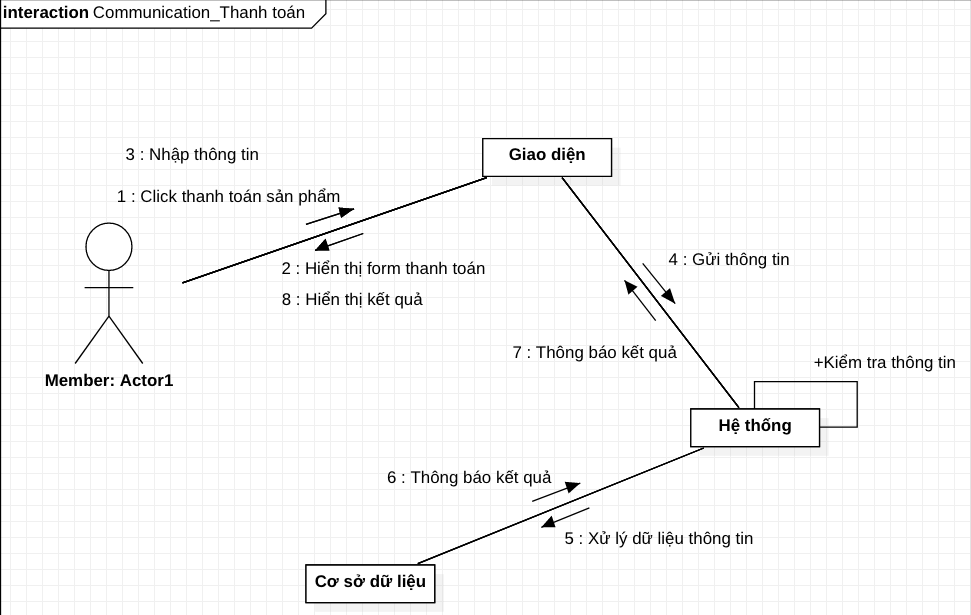 interaction Communication_Thanh toán
3 : Nhập thông tin
Giao diện
1 : Click thanh toán sản phẩm
2 : Hiển thị form thanh toán
4 : Gửi thông tin
8 : Hiển thị kết quả
7 : Thông báo kết quả
+Kiểm tra thông tin
Member: Actor1
Hệ thống
6 : Thông báo kết quả
5 : Xử lý dữ liệu thông tin
Cơ sở dữ liệu